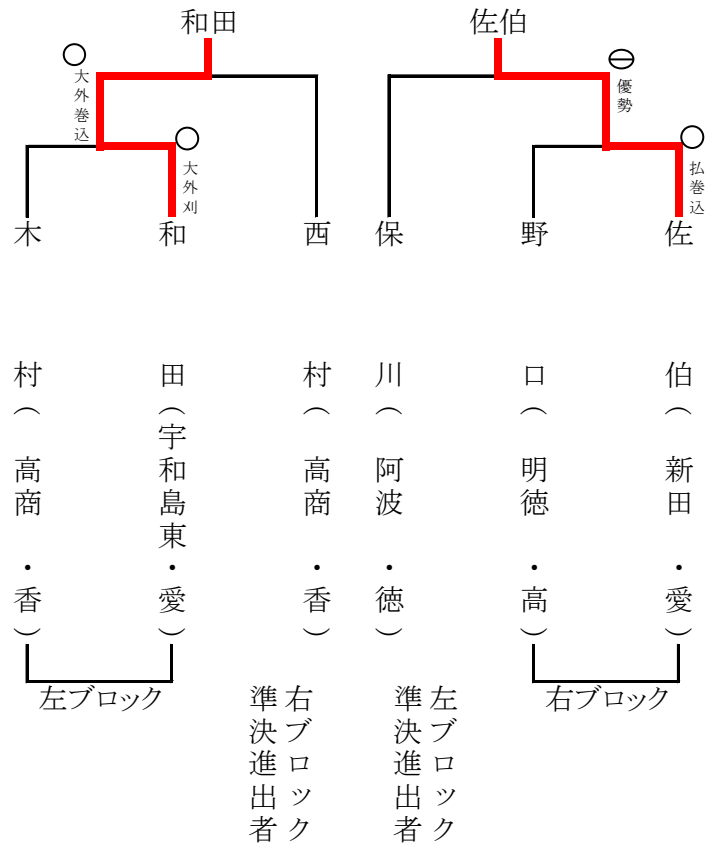 和田
佐伯
○
大外巻込
○
大外刈
⊖
優勢
○
払巻込
木村（高商・香）
和田（宇和島東・愛）
西村（高商・香）
保川（阿波・徳）
野口（明徳・高）
佐伯（新田・愛）
左ブロック
右ブロック
準決進出者
左ブロック
準決進出者
右ブロック